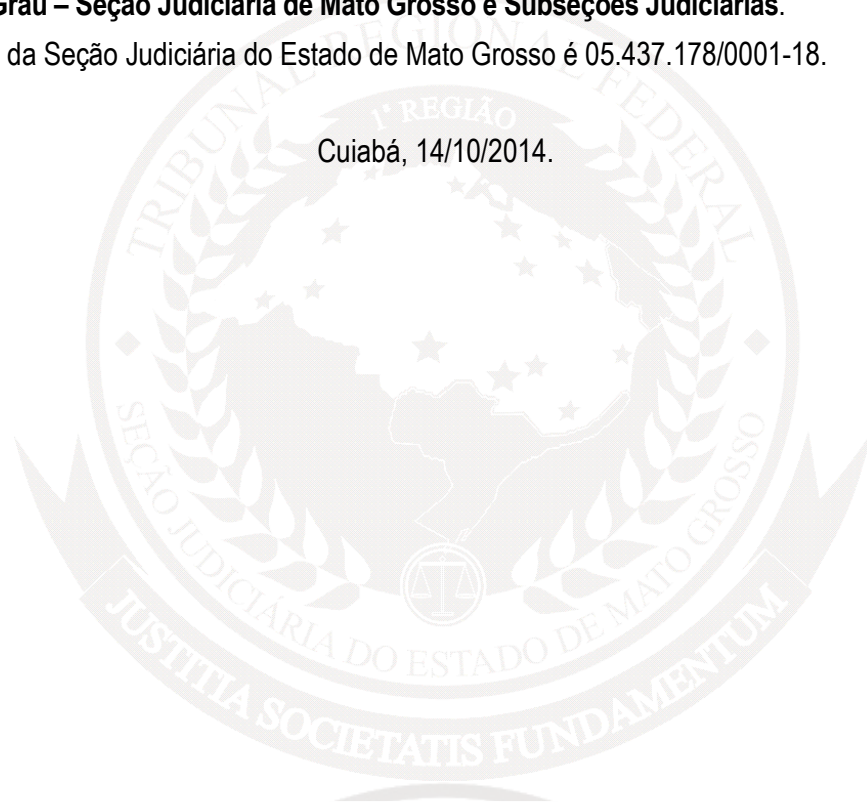 Grau – Seção Judiciária de Mato Grosso e Subseções Judiciárias.
da Seção Judiciária do Estado de Mato Grosso é 05.437.178/0001-18.
Cuiabá, 14/10/2014.
TRIBUNAL REGIONAL FEDERAL
1ª REGIÃO
SEÇÃO JUDICIÁRIA DO ESTADO DE MATO GROSSO
JUSTITIA SOCIETATIS FUNDAMENTUM